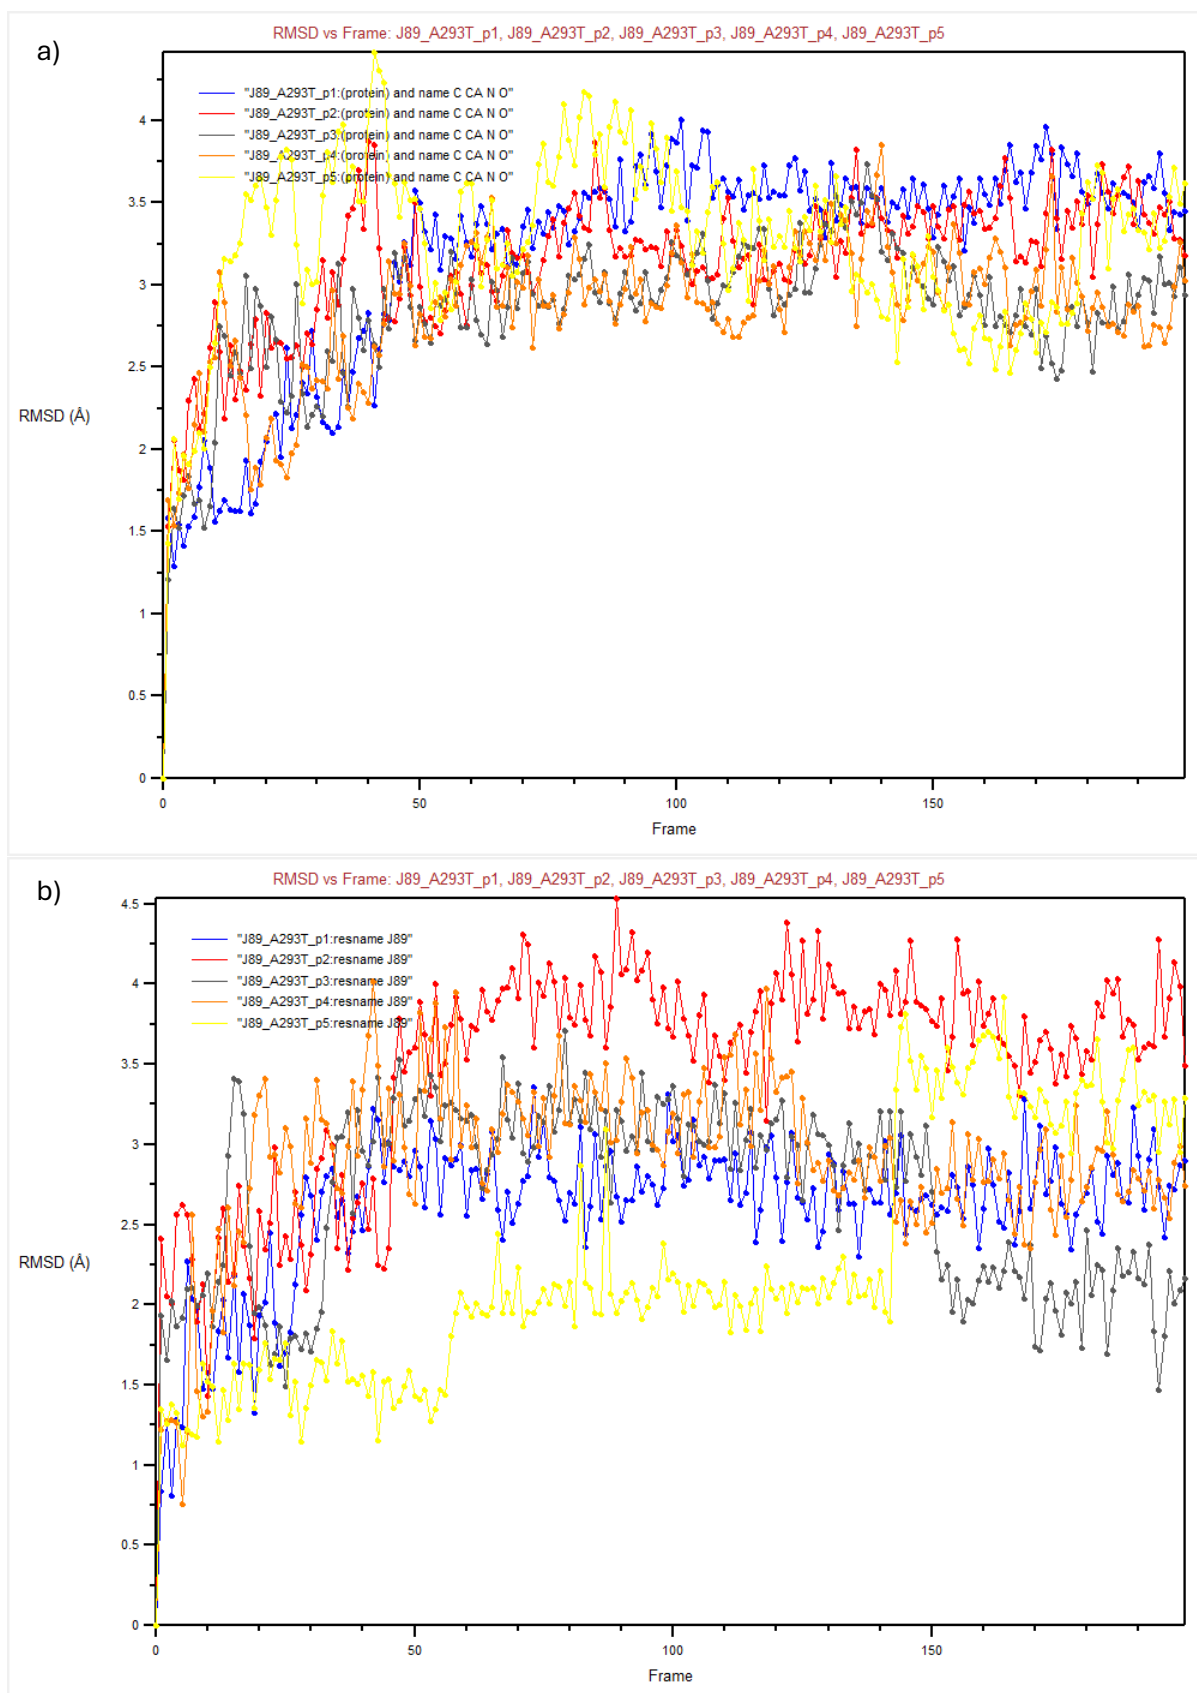 a)
RMSD vs Frame: J89_A293T_p1, J89_A293T_p2, J89_A293T_p3, J89_A293T_p4, J89_A293T_p5
"J89_A293T_p1:(protein) and name C CA N O"
"J89_A293T_p2:(protein) and name C CA N O"
"J89_A293T_p3:(protein) and name C CA N O"
"J89_A293T_p4:(protein) and name C CA N O"
"J89_A293T_p5:(protein) and name C CA N O"
4
3.5
3
2.5
RMSD (Å)
2
1.5
1
0.5
0
0 50 100 150
Frame
b)
RMSD vs Frame: J89_A293T_p1, J89_A293T_p2, J89_A293T_p3, J89_A293T_p4, J89_A293T_p5
4.5
"J89_A293T_p1:resname J89"
"J89_A293T_p2:resname J89"
"J89_A293T_p3:resname J89"
"J89_A293T_p4:resname J89"
"J89_A293T_p5:resname J89"
4
3.5
3
2.5
RMSD (Å)
2
1.5
1
0.5
0
0 50 100 150
Frame